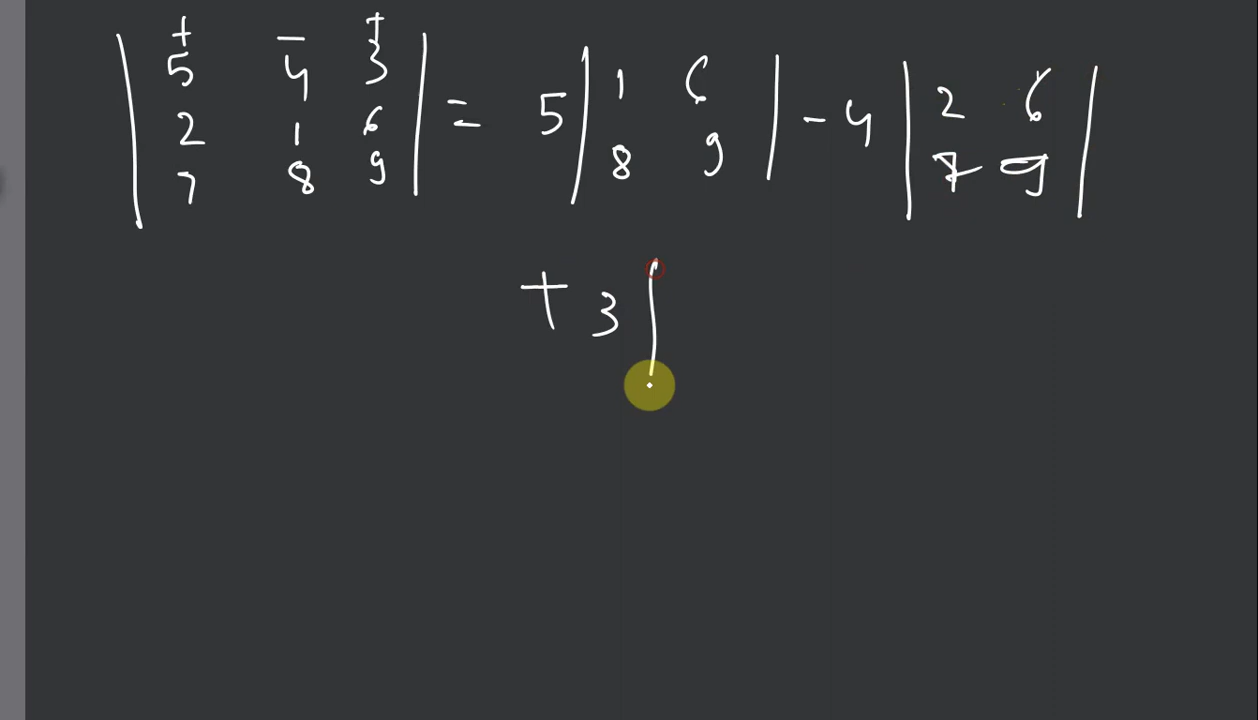 + − +
| 5 4 3 |
| 2 1 6 | = 5 | 1 6 | − 4 | 2 6 |
| 7 8 9 | | 8 9 | | 7 9 |
+ 3 |